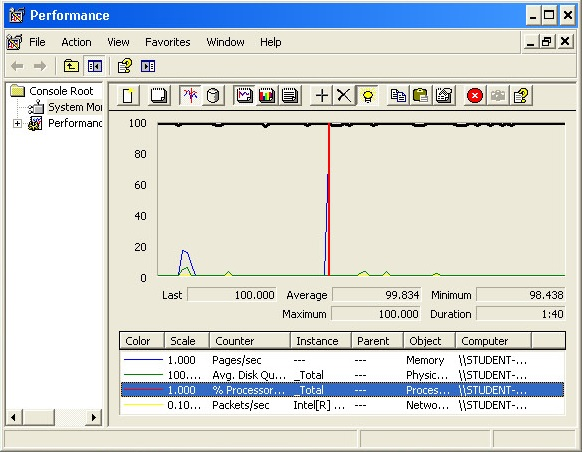 Performance
File Action View Favorites Window Help
Console Root
System Mor
Performanc
100
80
60
40
20
0
Last 100.000 Average 99.834 Minimum 98.438
Maximum 100.000 Duration 1:40
Color Scale Counter Instance Parent Object Computer
1.000 Pages/sec --- --- Memory \\STUDENT-...
100.... Avg. Disk Qu... _Total --- Physic... \\STUDENT-...
1.000 % Processor... _Total --- Proces... \\STUDENT-...
0.10... Packets/sec Intel[R] ... --- Netwo... \\STUDENT-...